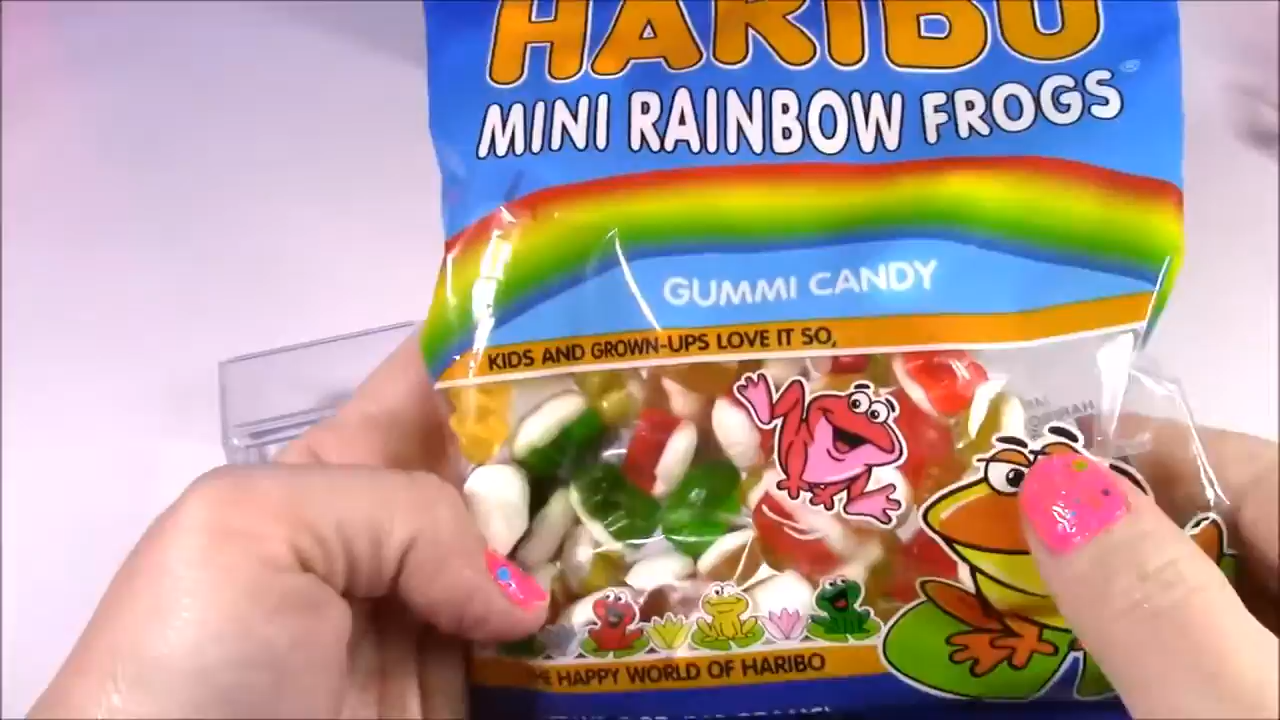 HARIBO
MINI RAINBOW FROGS®
GUMMI CANDY
KIDS AND GROWN-UPS LOVE IT SO,
HAPPY WORLD OF HARIBO